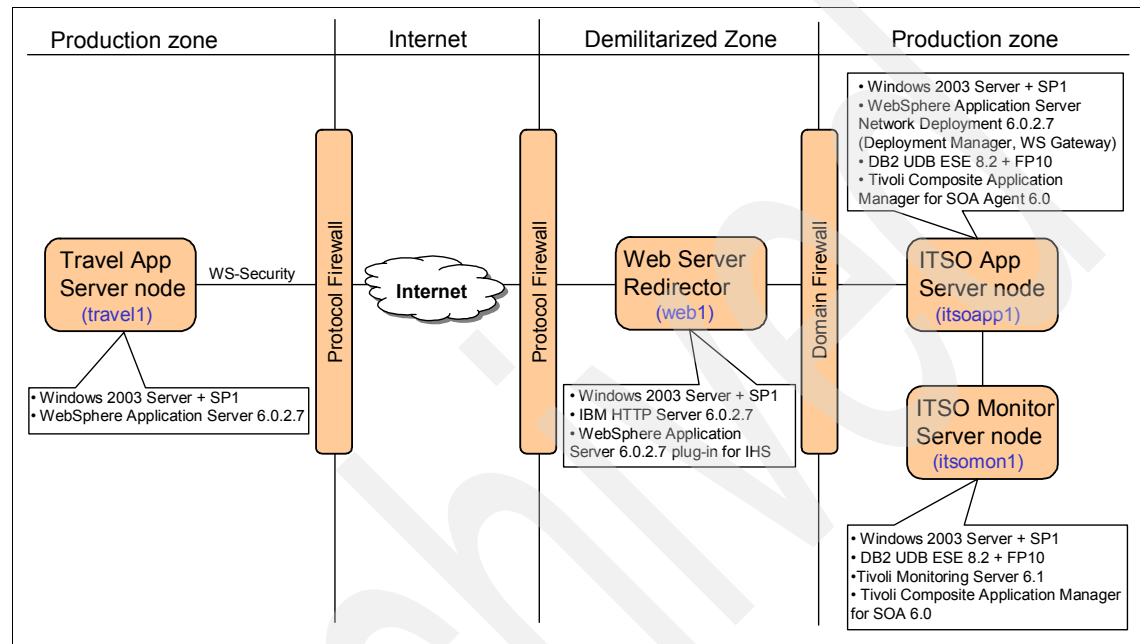 Production zone
Internet
Demilitarized Zone
Production zone
Travel App
Server node
(travel1)
• Windows 2003 Server + SP1
• WebSphere Application Server 6.0.2.7
WS-Security
Protocol Firewall
Internet
Protocol Firewall
Web Server
Redirector
(web1)
• Windows 2003 Server + SP1
• IBM HTTP Server 6.0.2.7
• WebSphere Application
Server 6.0.2.7 plug-in for IHS
Domain Firewall
• Windows 2003 Server + SP1
• WebSphere Application Server
Network Deployment 6.0.2.7
(Deployment Manager, WS Gateway)
• DB2 UDB ESE 8.2 + FP10
• Tivoli Composite Application
Manager for SOA Agent 6.0
ITSO App
Server node
(itsoapp1)
ITSO Monitor
Server node
(itsomon1)
• Windows 2003 Server + SP1
• DB2 UDB ESE 8.2 + FP10
•Tivoli Monitoring Server 6.1
• Tivoli Composite Application Manager
for SOA 6.0